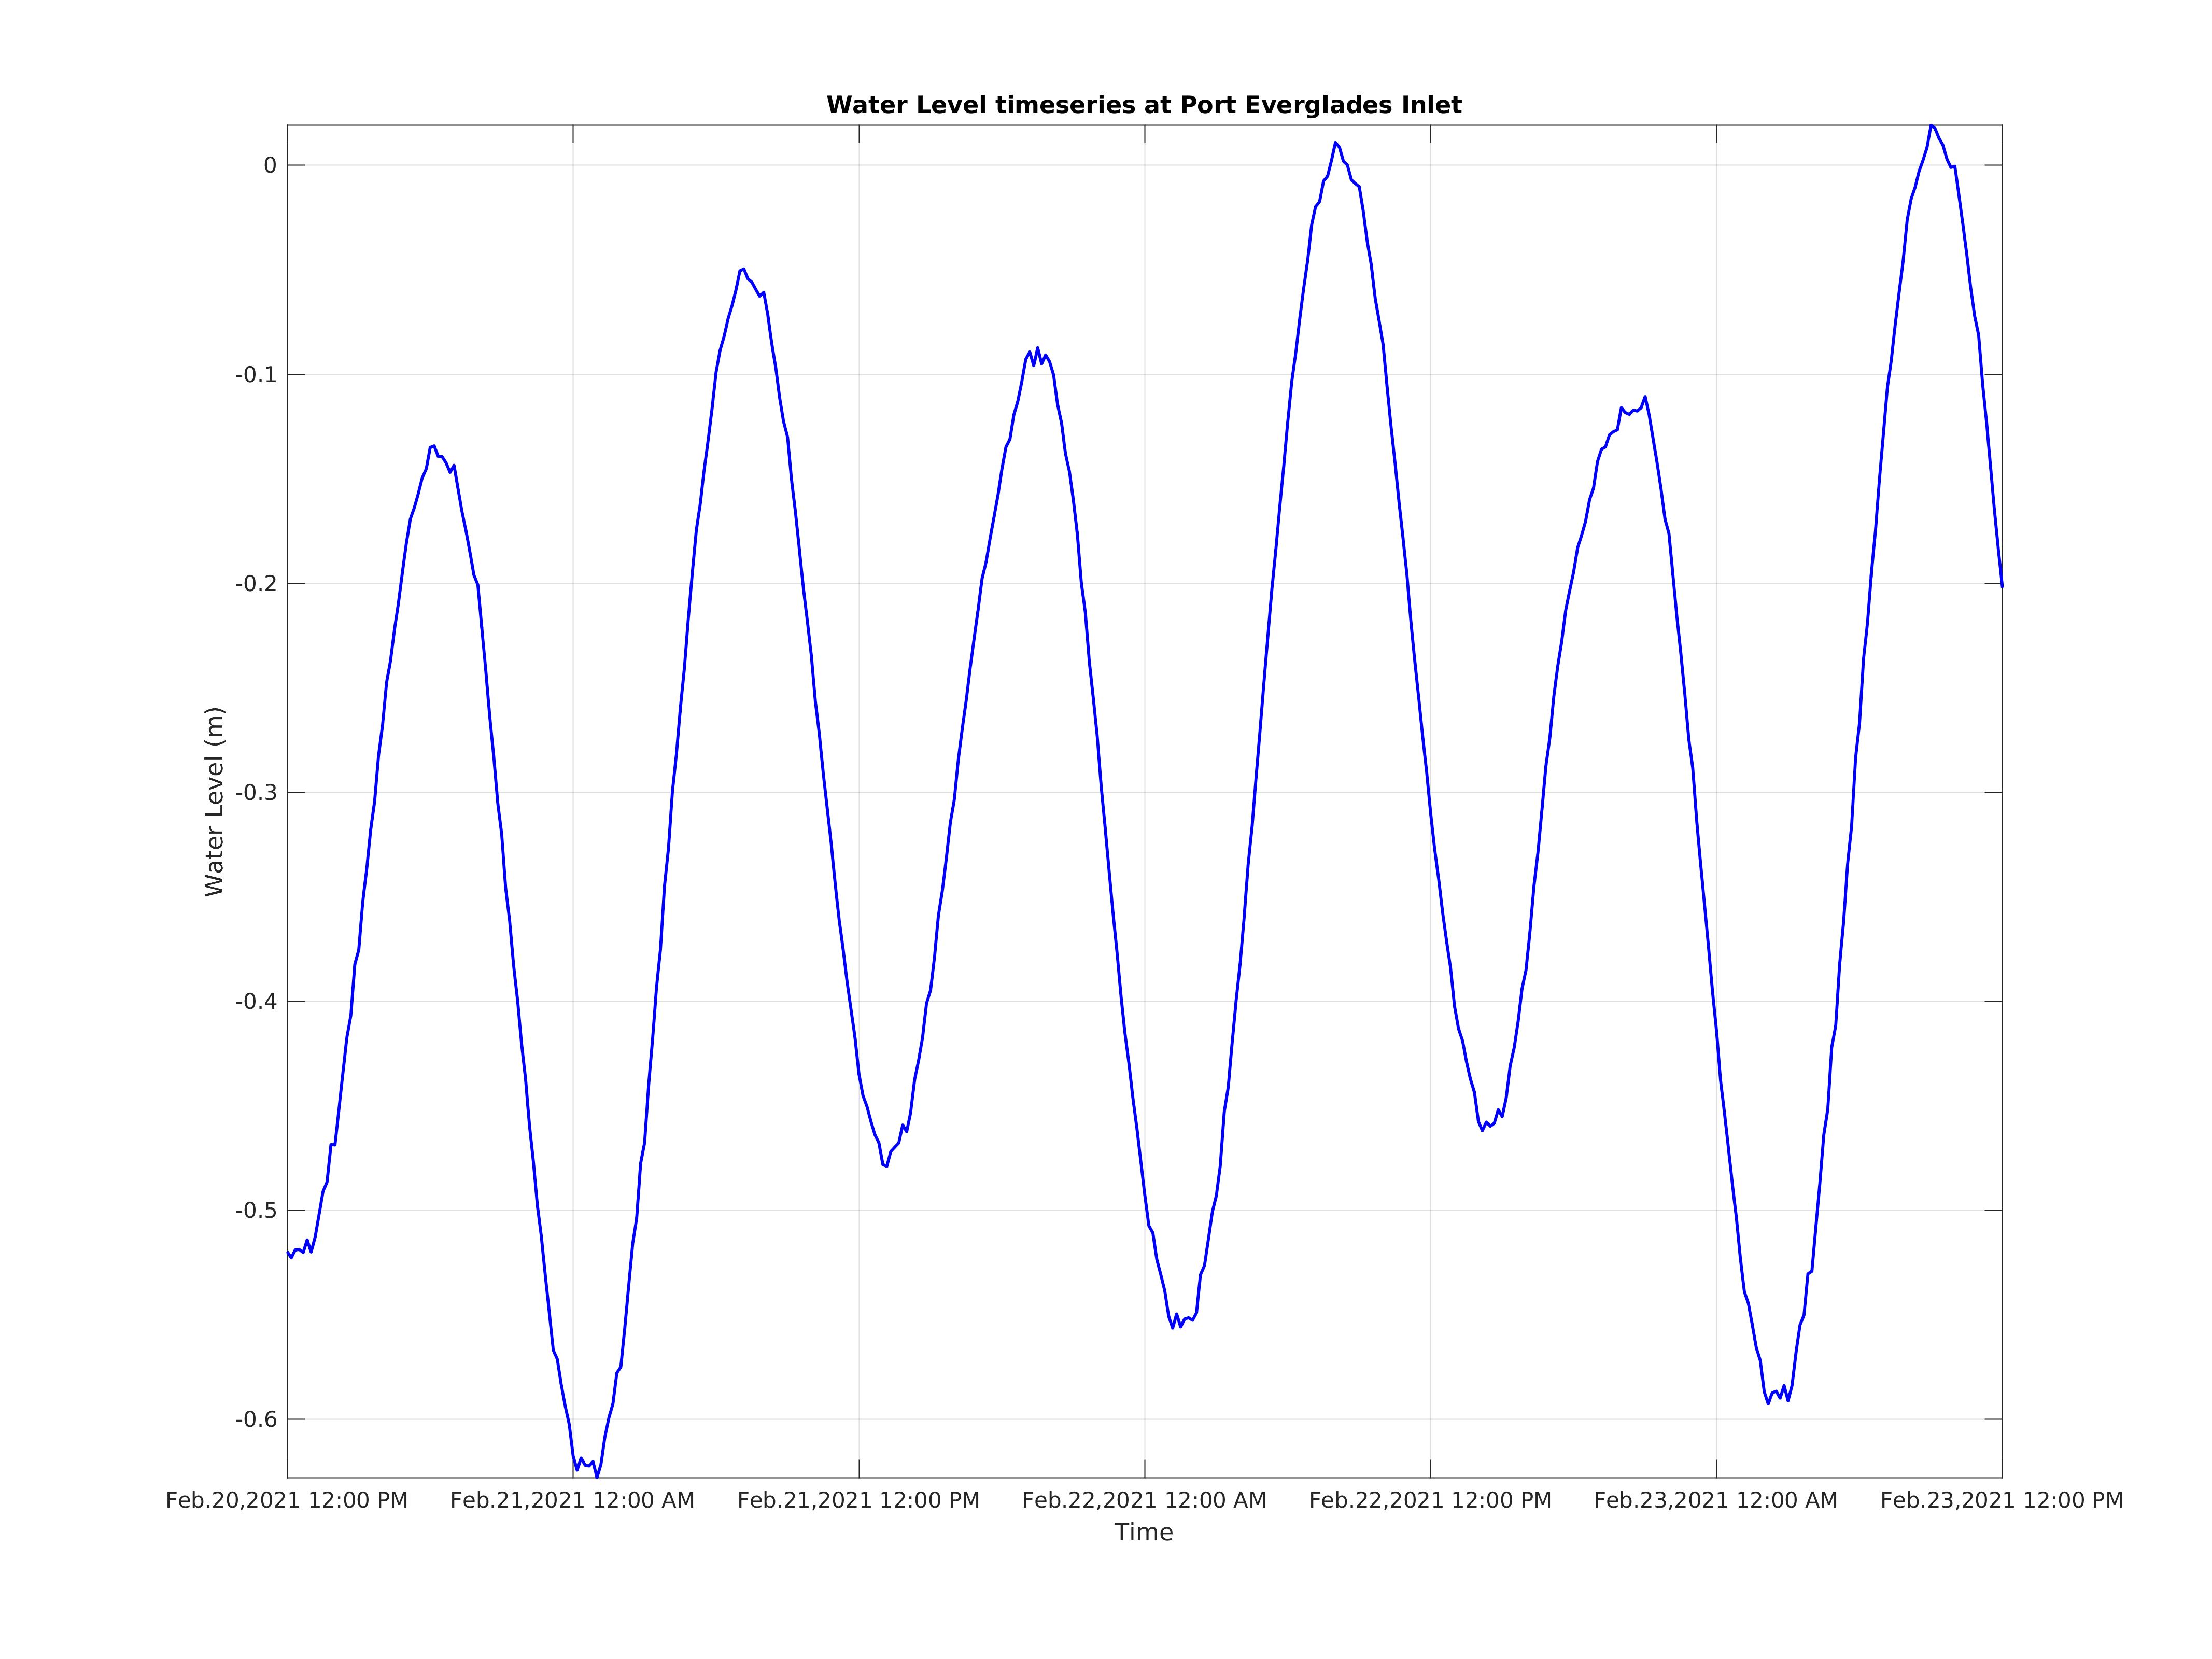 Water Level timeseries at Port Everglades Inlet
0
-0.1
-0.2
-0.3
-0.4
-0.5
-0.6
Water Level (m)
Feb.20,2021 12:00 PM
Feb.21,2021 12:00 AM
Feb.21,2021 12:00 PM
Feb.22,2021 12:00 AM
Feb.22,2021 12:00 PM
Feb.23,2021 12:00 AM
Feb.23,2021 12:00 PM
Time